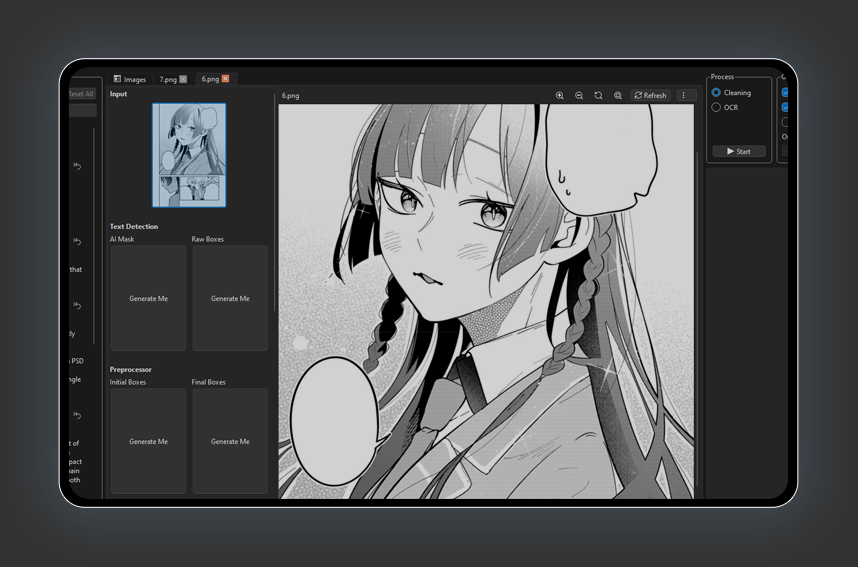 Reset All
that
dy
PSD
ngle
t of
pact
ain
oth
Images
7.png
6.png
Input
Text Detection
AI Mask
Raw Boxes
Generate Me
Generate Me
Preprocessor
Initial Boxes
Final Boxes
Generate Me
Generate Me
6.png
Refresh
Process
Cleaning
OCR
Start